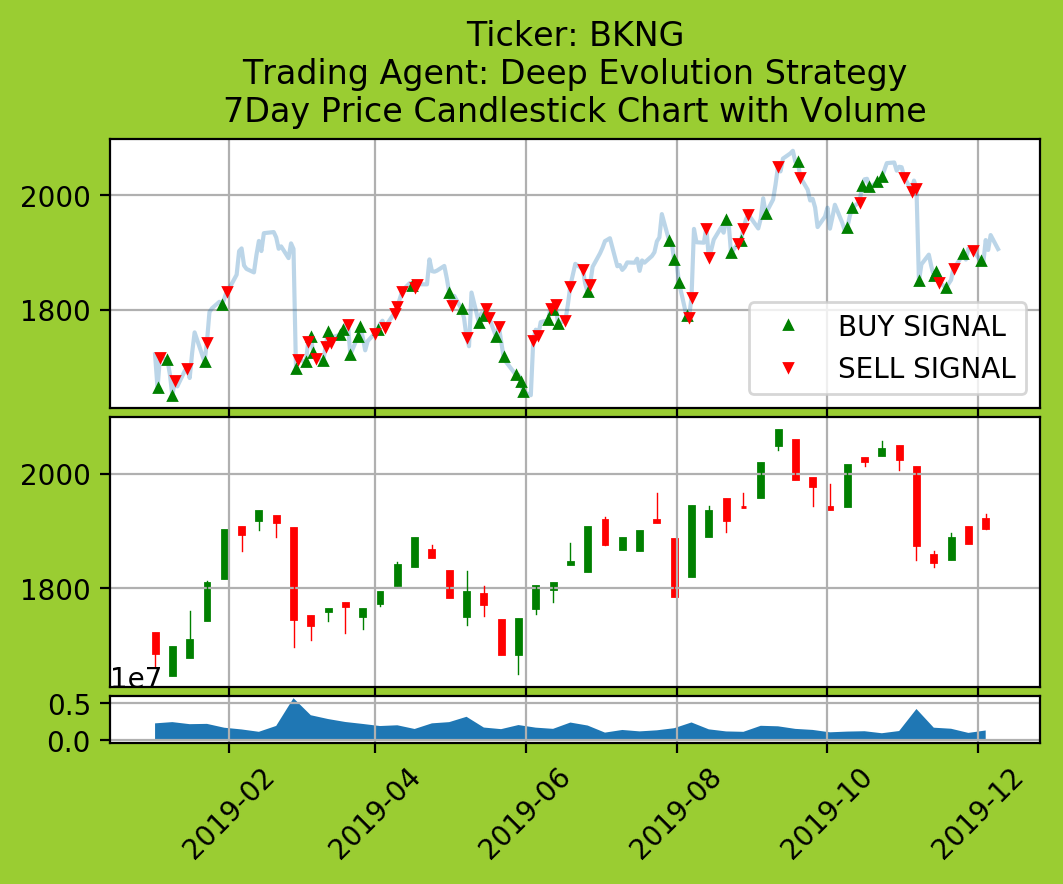 Ticker: BKNG
Trading Agent: Deep Evolution Strategy
7Day Price Candlestick Chart with Volume
2000
1800
BUY SIGNAL
SELL SIGNAL
2000
1800
1e7
0.5
0.0
2019-02
2019-04
2019-06
2019-08
2019-10
2019-12